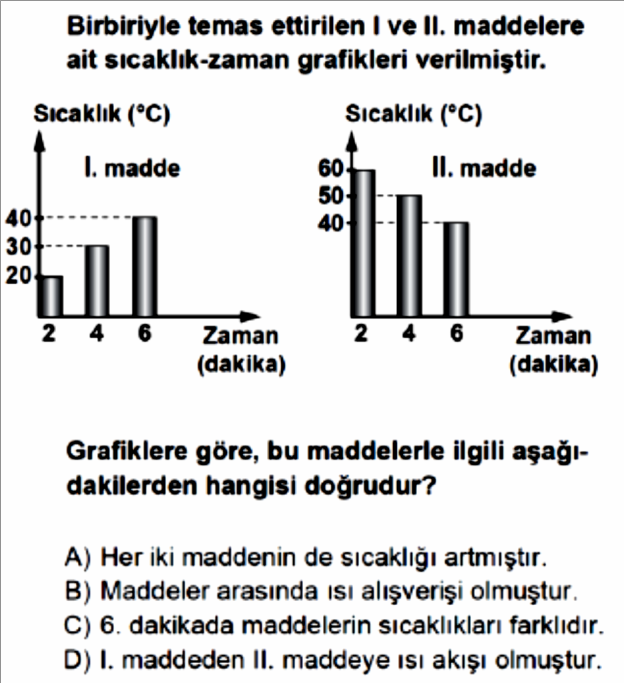 Birbiriyle temas ettirilen I ve II. maddelere
ait sıcaklık-zaman grafikleri verilmiştir.
Sıcaklık (°C)
I. madde
40
30
20
2 4 6 Zaman
(dakika)
Sıcaklık (°C)
II. madde
60
50
40
2 4 6 Zaman
(dakika)
Grafiklere göre, bu maddelerle ilgili aşağı-
dakilerden hangisi doğrudur?
A) Her iki maddenin de sıcaklığı artmıştır.
B) Maddeler arasında ısı alışverişi olmuştur.
C) 6. dakikada maddelerin sıcaklıkları farklıdır.
D) I. maddeden II. maddeye ısı akışı olmuştur.